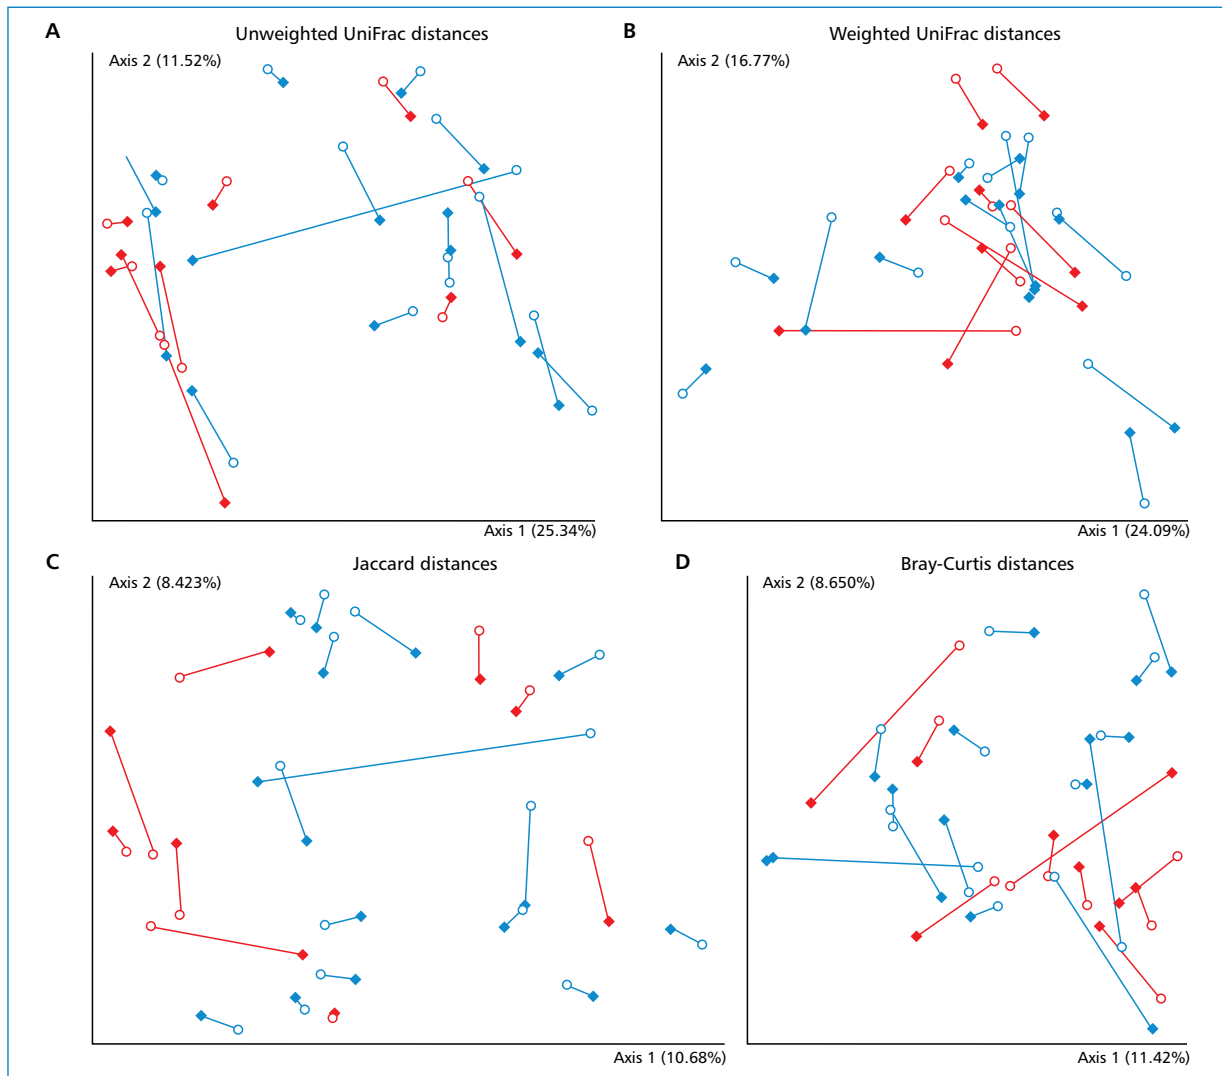 A
Unweighted UniFrac distances
Axis 2 (11.52%)
Axis 1 (25.34%)
B
Weighted UniFrac distances
Axis 2 (16.77%)
Axis 1 (24.09%)
C
Jaccard distances
Axis 2 (8.423%)
Axis 1 (10.68%)
D
Bray-Curtis distances
Axis 2 (8.650%)
Axis 1 (11.42%)